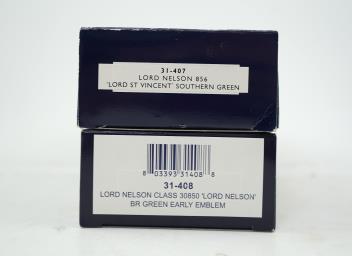 31-407
LORD NELSON 856
'LORD ST VINCENT' SOUTHERN GREEN
8 03393 31408 8
31-408
LORD NELSON CLASS 30850 'LORD NELSON'
BR GREEN EARLY EMBLEM